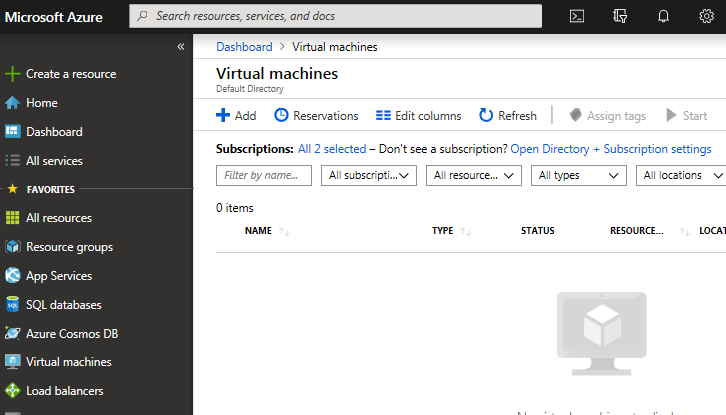 Microsoft Azure
Search resources, services, and docs
«
Create a resource
Home
Dashboard
All services
FAVORITES
All resources
Resource groups
App Services
SQL
SQL databases
Azure Cosmos DB
Virtual machines
Load balancers
Dashboard > Virtual machines
Virtual machines
Default Directory
Add Reservations Edit columns Refresh Assign tags Start
Subscriptions: All 2 selected – Don't see a subscription? Open Directory + Subscription settings
Filter by name... All subscripti... All resource... All types All locations
0 items
NAME TYPE STATUS RESOURCE... LOCAT